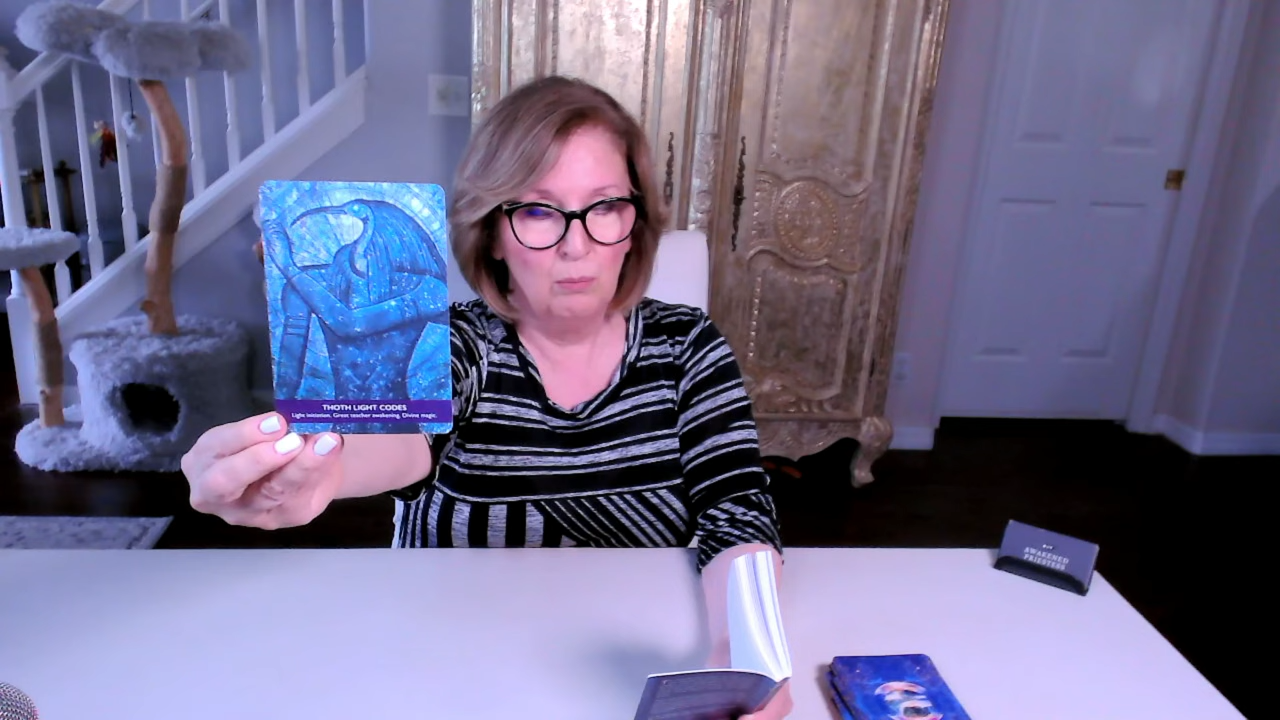 THOTH LIGHT CODES
Light initiation. Great teacher awakening. Divine magic.
AWAKENED
PRIESTESS